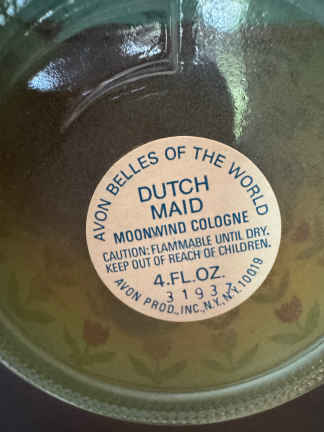 AVON BELLES OF THE WORLD
DUTCH
MAID
MOONWIND COLOGNE
CAUTION: FLAMMABLE UNTIL DRY.
KEEP OUT OF REACH OF CHILDREN.
4.FL.OZ.
3193
AVON PROD., INC., N.Y., N.Y. 10019